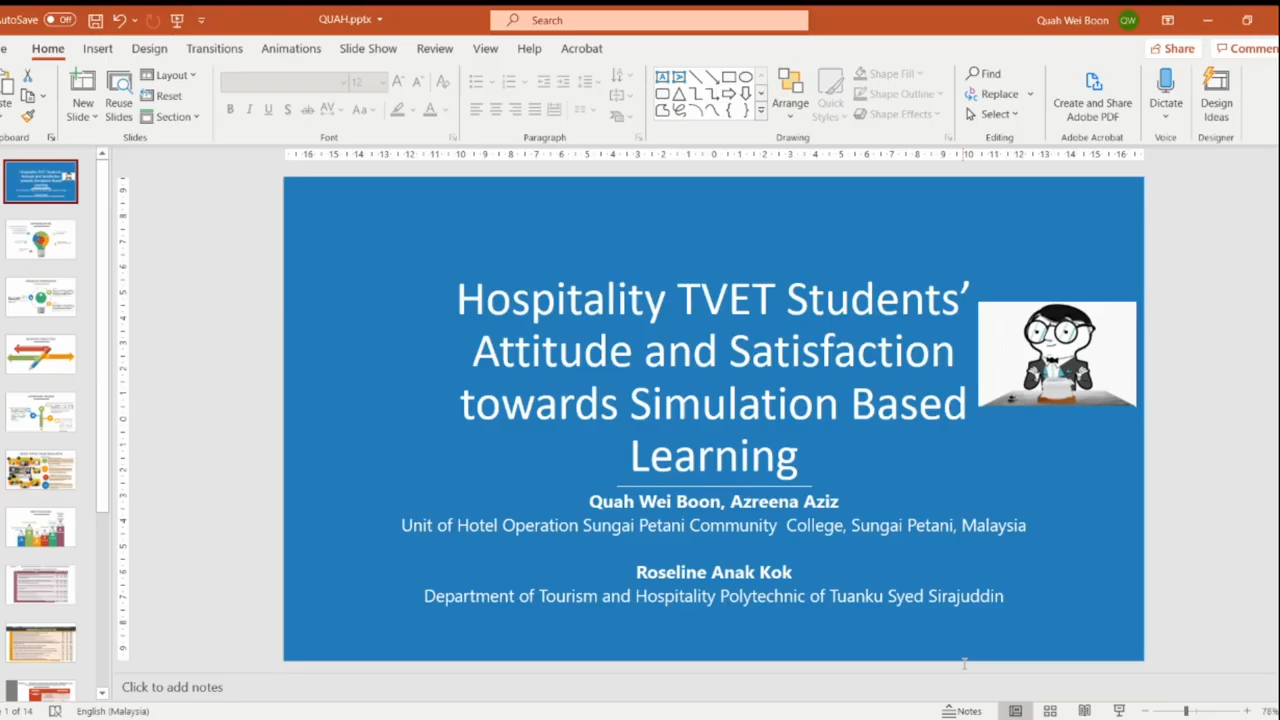 AutoSave Off QUAH.pptx Search Quah Wei Boon QW
Home Insert Design Transitions Animations Slide Show Review View Help Acrobat Share Commen
New Slide Reuse Slides Layout Reset Section
12
Aa
Shape Fill
Shape Outline
Shape Effects
Arrange Quick Styles
Find
Replace
Select
Create and Share Adobe PDF
Dictate
Design Ideas
pboard Slides Font Paragraph Drawing Editing Adobe Acrobat Voice Designer
Hospitality TVET Students’
Attitude and Satisfaction
towards Simulation Based
Learning
Quah Wei Boon, Azreena Aziz
Unit of Hotel Operation Sungai Petani Community College, Sungai Petani, Malaysia
Roseline Anak Kok
Department of Tourism and Hospitality Polytechnic of Tuanku Syed Sirajuddin
Click to add notes
1 of 14 English (Malaysia) Notes 78%